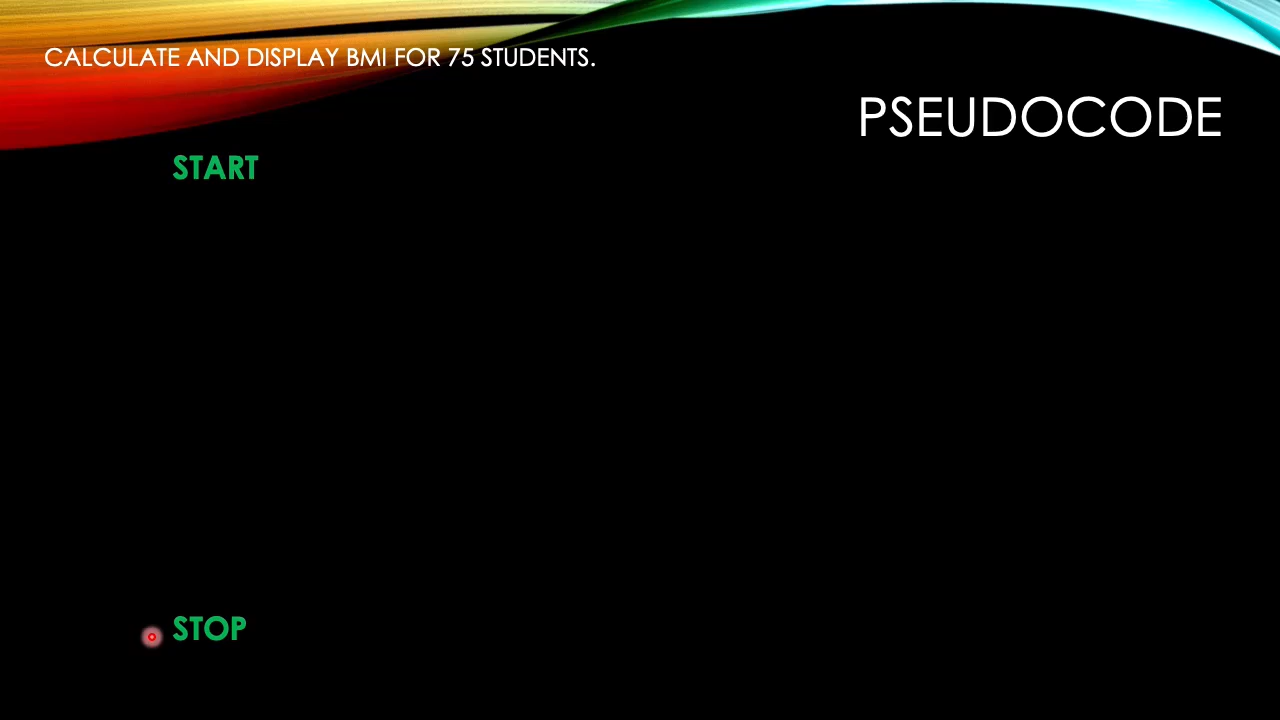 CALCULATE AND DISPLAY BMI FOR 75 STUDENTS.
PSEUDOCODE
START
STOP